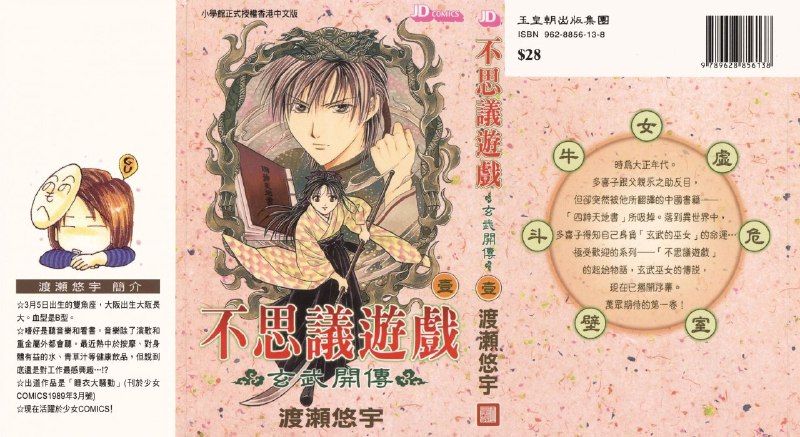 渡瀨悠宇 簡介
☆3月5日出生的雙魚座，大阪出生大阪長
大。血型是B型。
☆嗜好是聽音樂和看書。音樂除了演歌和
重金屬外都會聽。最近熱中於按摩、對身
體有益的水、青草汁等健康飲品，但說到
底還是對工作最感興趣…!?
☆出道作品是「睡衣大騷動」(刊於少女
COMICS1989年3月號)
☆現在活躍於少女COMICS!
小學館正式授權香港中文版
JD COMICS
不思議遊戲
玄武開傳
壹
渡瀨悠宇
JD
COMICS
不思議遊戲
玄武開傳
壹
渡瀨悠宇
玉皇朝出版集團
ISBN 962-8856-13-8
$28
9 789628 856138
女
牛
虛
斗
危
壁
室
時爲大正年代。
多喜子跟父親永之助反目，
但卻突然被他所翻譯的中國書籍——
「四神天地書」所吸掉。落到異世界中，
多喜子得知自己身負「玄武的巫女」的命運…
極受歡迎的系列——「不思議遊戲」
的起始物語，玄武巫女的傳說，
現在已揭開序幕。
萬眾期待的第一卷！